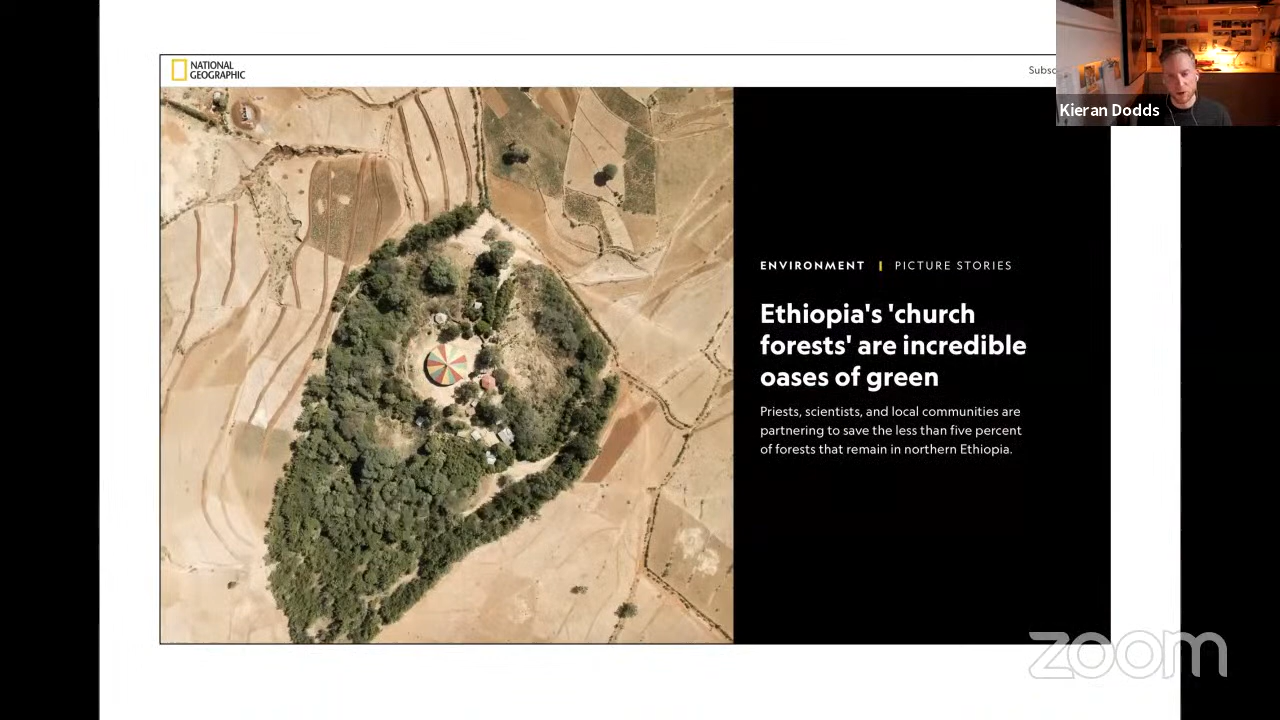 NATIONAL
GEOGRAPHIC
Kieran Dodds
ENVIRONMENT | PICTURE STORIES
Ethiopia's 'church
forests' are incredible
oases of green
Priests, scientists, and local communities are
partnering to save the less than five percent
of forests that remain in northern Ethiopia.
zoom